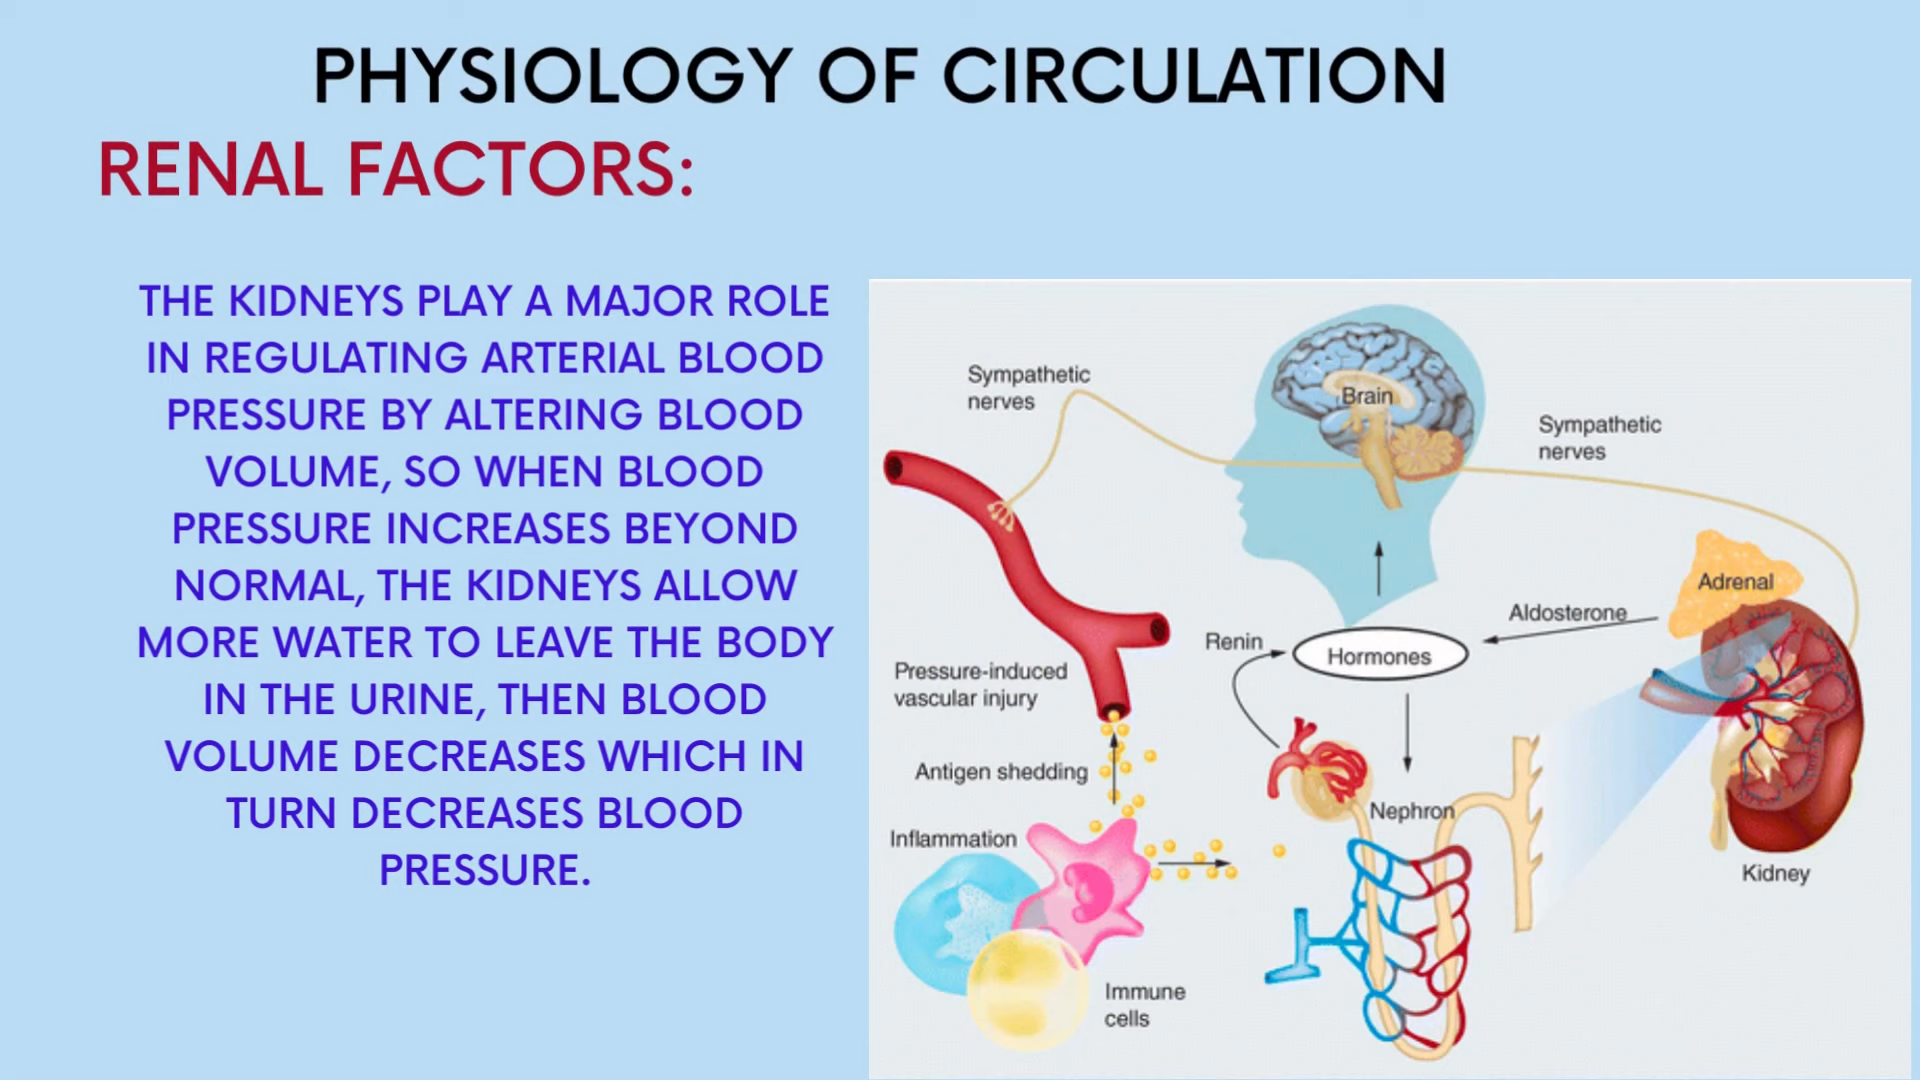 PHYSIOLOGY OF CIRCULATION
RENAL FACTORS:
THE KIDNEYS PLAY A MAJOR ROLE
IN REGULATING ARTERIAL BLOOD
PRESSURE BY ALTERING BLOOD
VOLUME, SO WHEN BLOOD
PRESSURE INCREASES BEYOND
NORMAL, THE KIDNEYS ALLOW
MORE WATER TO LEAVE THE BODY
IN THE URINE, THEN BLOOD
VOLUME DECREASES WHICH IN
TURN DECREASES BLOOD
PRESSURE.
Sympathetic
nerves
Brain
Sympathetic
nerves
Adrenal
Aldosterone
Renin
Hormones
Pressure-induced
vascular injury
Antigen shedding
Nephron
Inflammation
Kidney
Immune
cells